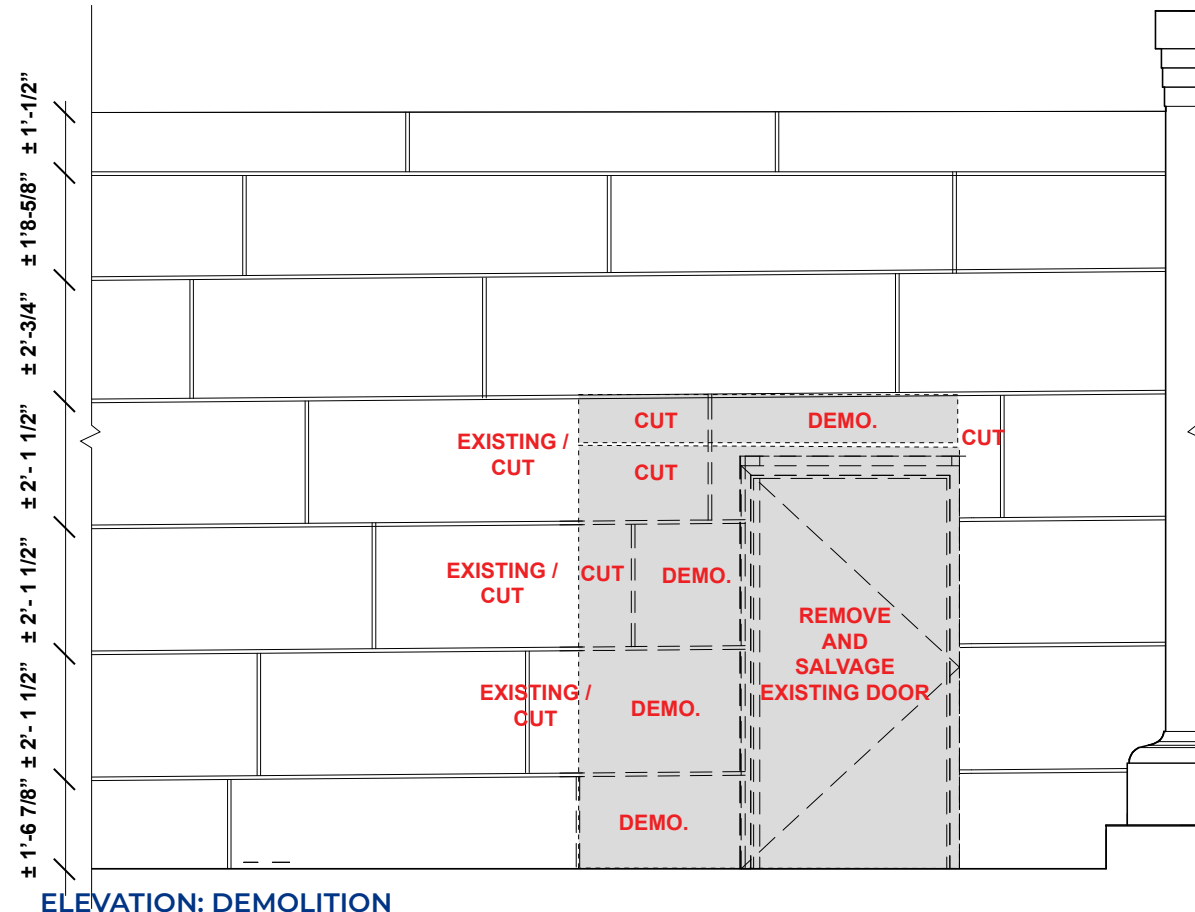 ± 1’-1/2”
± 1’8-5/8”
± 2’-3/4”
± 2’- 1 1/2”
± 2’- 1 1/2”
± 2’- 1 1/2”
± 1’-6 7/8”
CUT
DEMO.
EXISTING /
CUT
CUT
CUT
EXISTING /
CUT
CUT
DEMO.
REMOVE
AND
SALVAGE
EXISTING DOOR
EXISTING /
CUT
DEMO.
DEMO.
ELEVATION: DEMOLITION